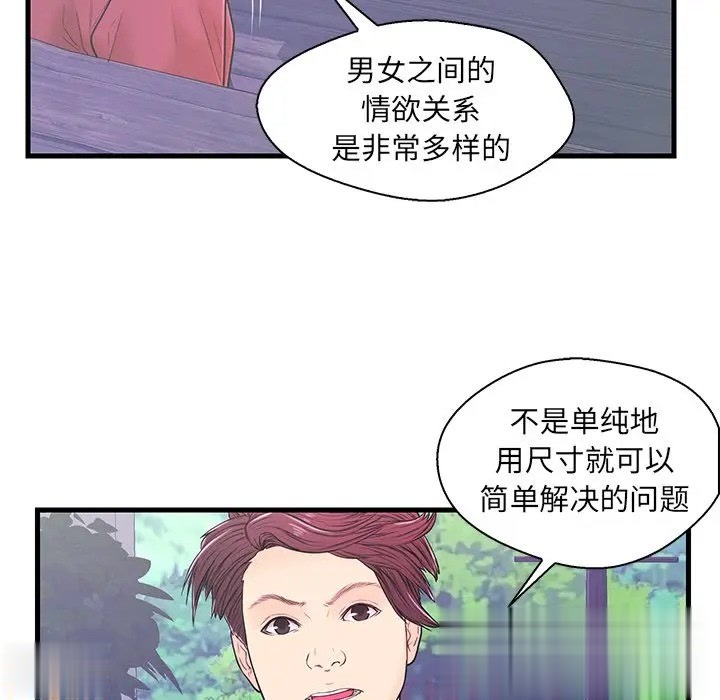 男女之间的
情欲关系
是非常多样的
不是单纯地
用尺寸就可以
简单解决的问题